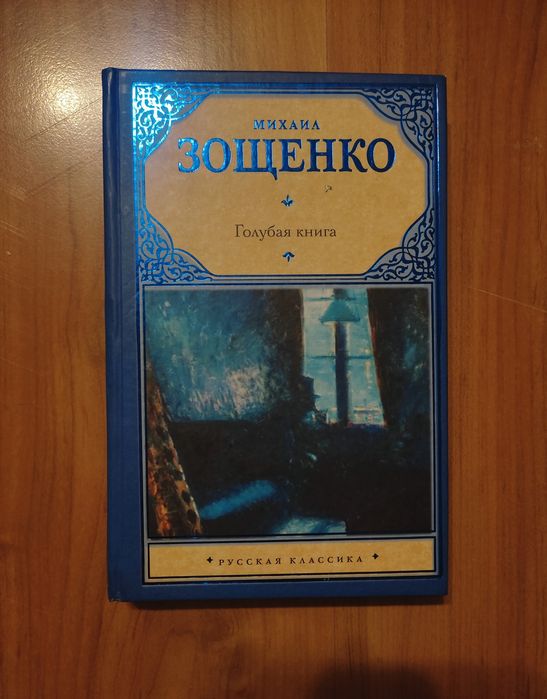 МИХАИЛ
ЗОЩЕНКО
Голубая книга
РУССКАЯ КЛАССИКА